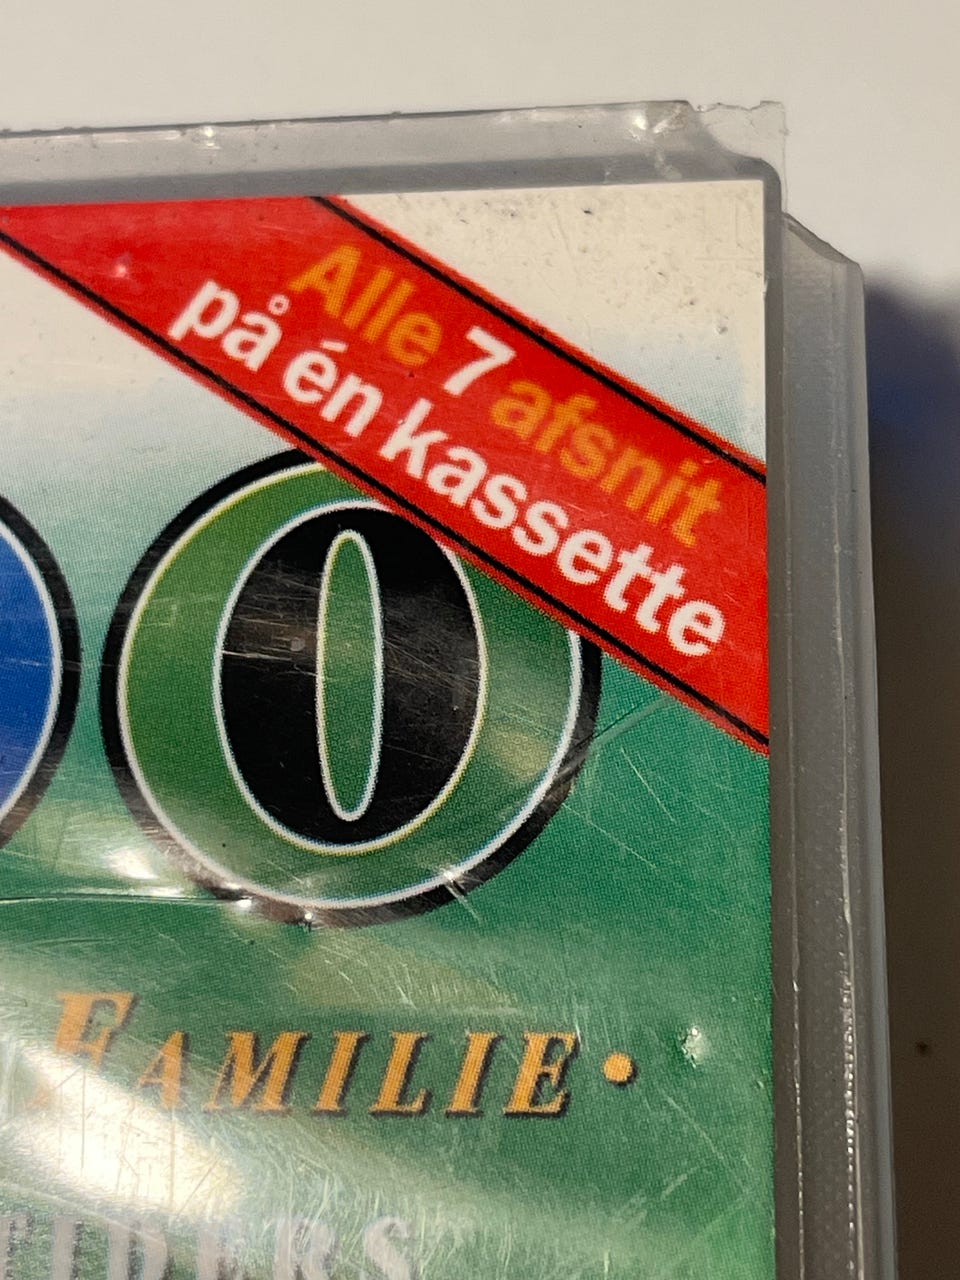 Alle 7 afsnit
på én kassette
O
FAMILIE •